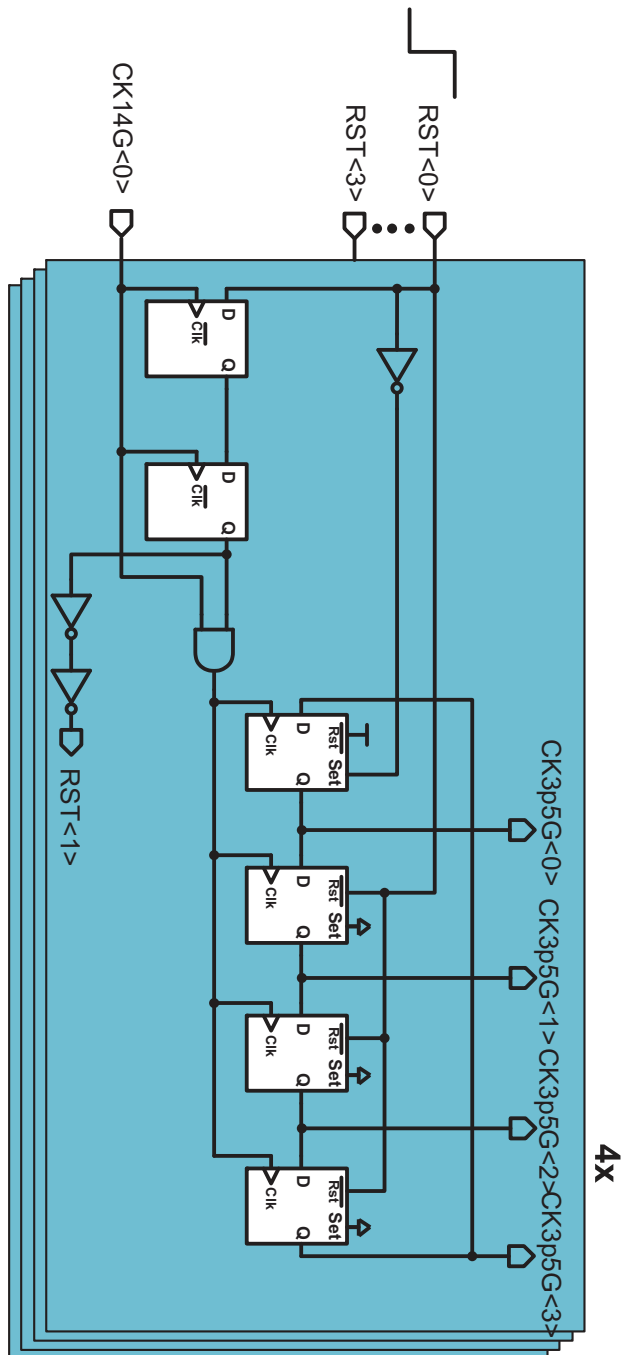 4x
CK3p5G<0>
CK3p5G<1>
CK3p5G<2>
CK3p5G<3>
RST<0>
RST<3>
CK14G<0>
D
Q
Clk
D
Q
Clk
Rst
Set
D
Q
Clk
Rst
Set
D
Q
Clk
Rst
Set
D
Q
Clk
Rst
Set
D
Q
Clk
RST<1>